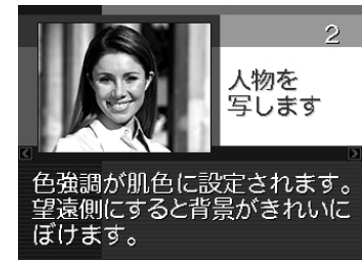 2
人物を
写します
色強調が肌色に設定されます。
望遠側にすると背景がきれいに
ぼけます。